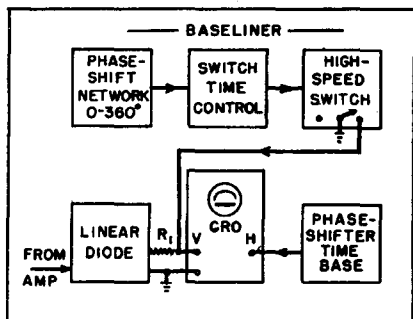 BASELINER
PHASE-
SHIFT
NETWORK
0-360°
SWITCH
TIME
CONTROL
HIGH-
SPEED
SWITCH
LINEAR
DIODE
R1
V
CRO
H
PHASE-
SHIFTER
TIME
BASE
FROM
AMP